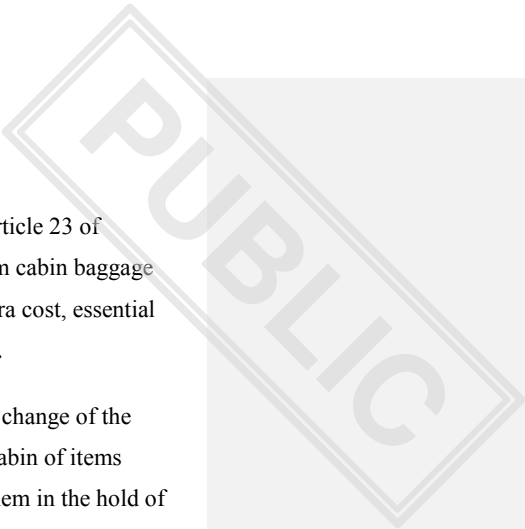 rticle 23 of
m cabin baggage
ra cost, essential
.
change of the
abin of items
em in the hold of
PUBLIC